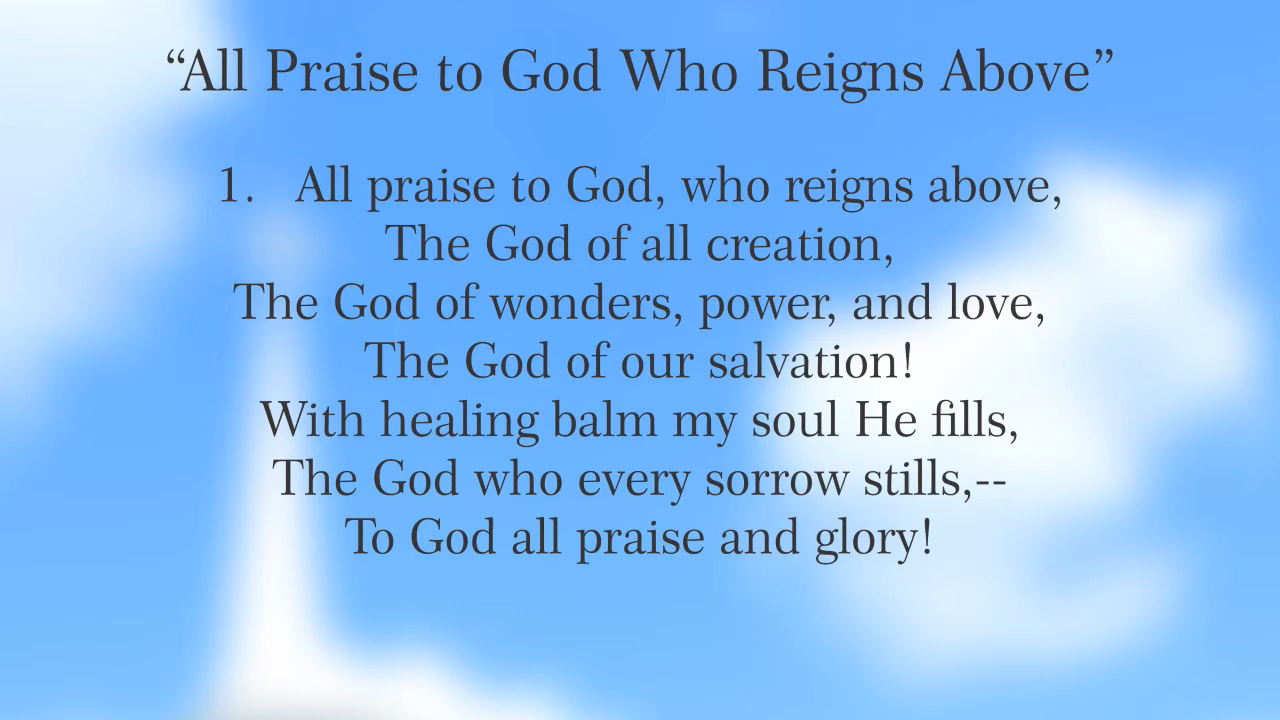 “All Praise to God Who Reigns Above”
1. All praise to God, who reigns above,
The God of all creation,
The God of wonders, power, and love,
The God of our salvation!
With healing balm my soul He fills,
The God who every sorrow stills,--
To God all praise and glory!